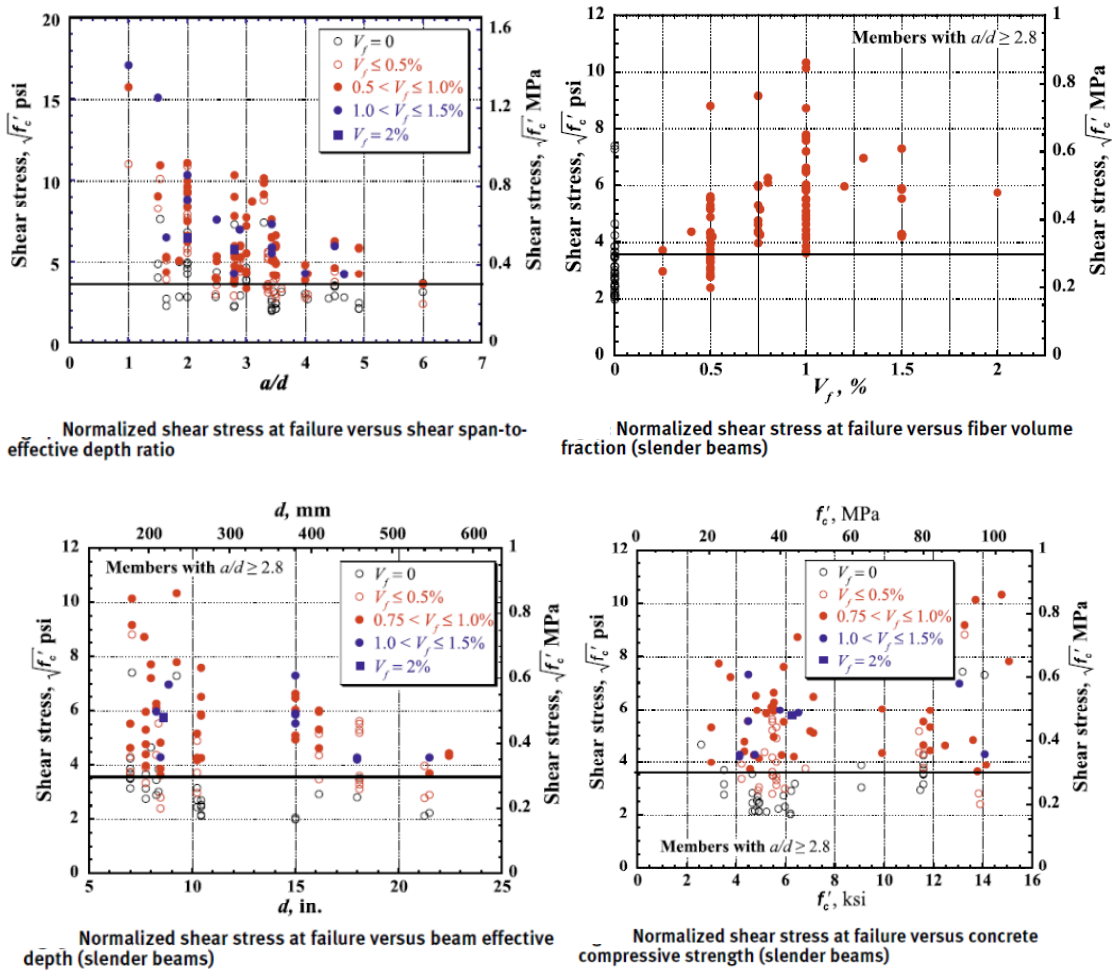 20
15
10
5
0
Shear stress, √f′c psi
1.6
1.2
0.8
0.4
0
Shear stress, √f′c MPa
Vf = 0
Vf ≤ 0.5%
0.5 < Vf ≤ 1.0%
1.0 < Vf ≤ 1.5%
Vf = 2%
0 1 2 3 4 5 6 7
a/d
Normalized shear stress at failure versus shear span-to-
effective depth ratio
12
10
8
6
4
2
0
Shear stress, √f′c psi
1
0.8
0.6
0.4
0.2
0
Shear stress, √f′c MPa
Members with a/d ≥ 2.8
0.5 1 1.5 2
Vf , %
Normalized shear stress at failure versus fiber volume
fraction (slender beams)
d, mm
200 300 400 500 600
12
10
8
6
4
2
0
Shear stress, √f′c psi
1
0.8
0.6
0.4
0.2
0
Shear stress, √f′c MPa
Members with a/d ≥ 2.8
Vf = 0
Vf ≤ 0.5%
0.75 < Vf ≤ 1.0%
1.0 < Vf ≤ 1.5%
Vf = 2%
5 10 15 20 25
d, in.
Normalized shear stress at failure versus beam effective
depth (slender beams)
f′c, MPa
0 20 40 60 80 100
12
10
8
6
4
2
0
Shear stress, √f′c psi
1
0.8
0.6
0.4
0.2
0
Shear stress, √f′c MPa
Vf = 0
Vf ≤ 0.5%
0.75 < Vf ≤ 1.0%
1.0 < Vf ≤ 1.5%
Vf = 2%
Members with a/d ≥ 2.8
0 2 4 6 8 10 12 14 16
f′c, ksi
Normalized shear stress at failure versus concrete
compressive strength (slender beams)